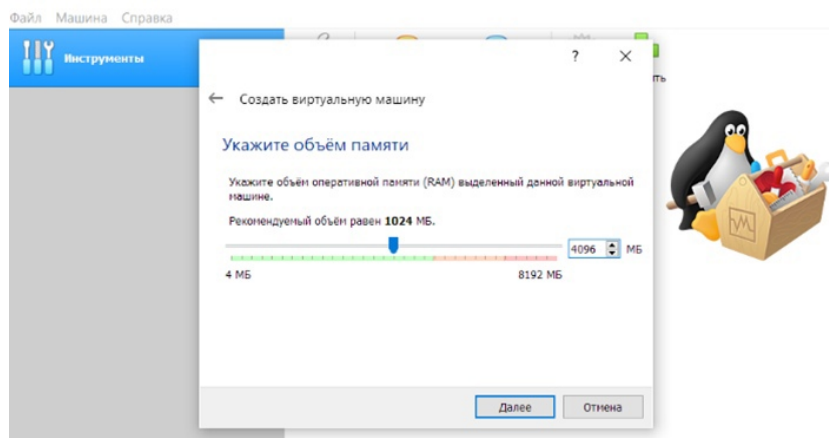 Файл Машина Справка
Инструменты
?
Создать виртуальную машину
Укажите объём памяти
Укажите объём оперативной памяти (RAM) выделенный данной виртуальной
машине.
Рекомендуемый объём равен 1024 МБ.
4096 МБ
4 МБ 8192 МБ
Далее Отмена